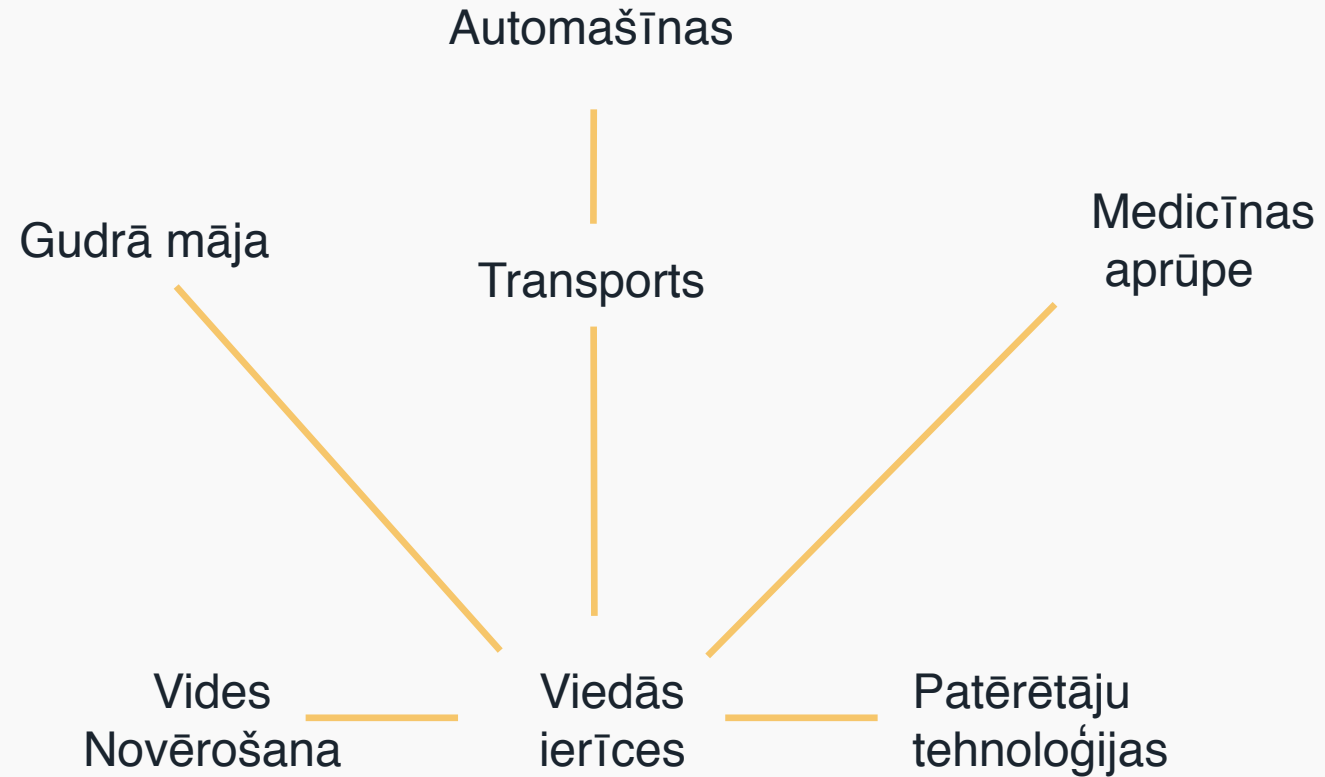 Automašīnas
Gudrā māja
Transports
Medicīnas
aprūpe
Vides
Novērošana
Viedās
ierīces
Patērētāju
tehnoloģijas